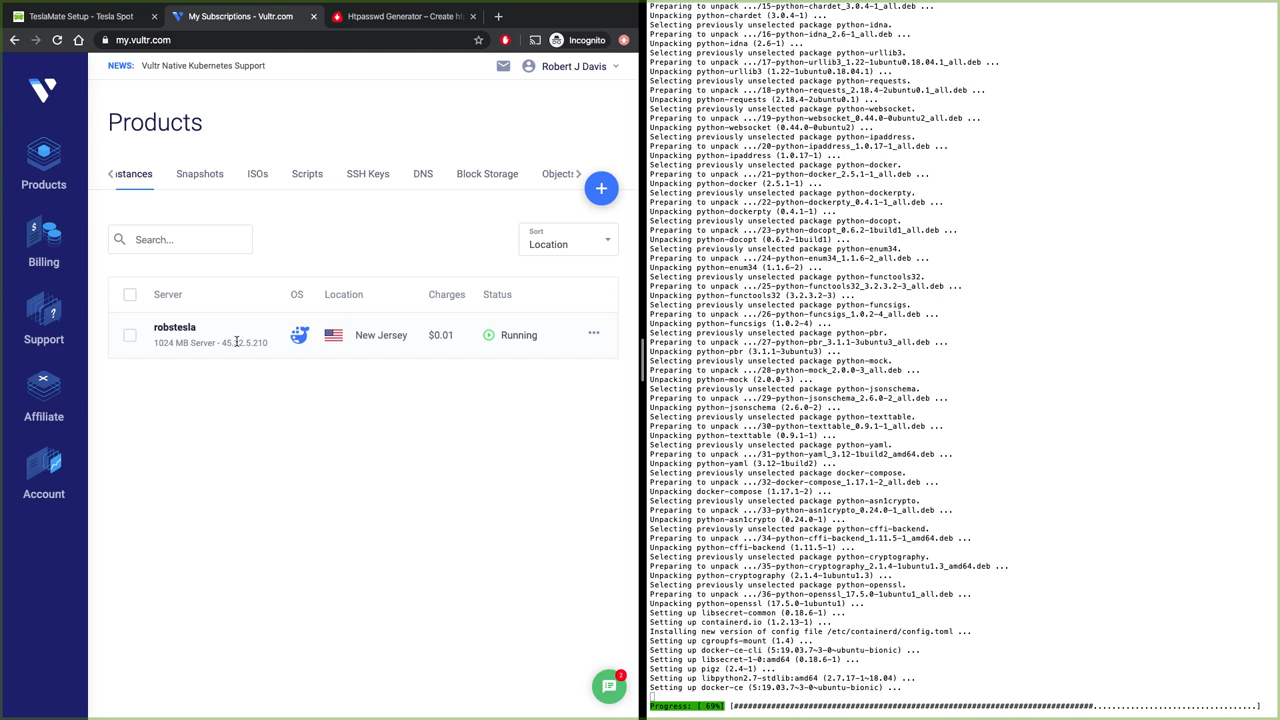 TeslaMate Setup - Tesla Spot
My Subscriptions - Vultr.com
Htpasswd Generator – Create ht
my.vultr.com
Incognito
NEWS: Vultr Native Kubernetes Support
Robert J Davis
Products
Billing
Support
Affiliate
Account
Products
stances
Snapshots
ISOs
Scripts
SSH Keys
DNS
Block Storage
Objects
+
Search...
Sort
Location
Server
OS
Location
Charges
Status
robstesla
1024 MB Server - 45. 2.5.210
New Jersey
$0.01
Running
2
Preparing to unpack .../15-python-chardet_3.0.4-1_all.deb ...
Unpacking python-chardet (3.0.4-1) ...
Selecting previously unselected package python-idna.
Preparing to unpack .../16-python-idna_2.6-1_all.deb ...
Unpacking python-idna (2.6-1) ...
Selecting previously unselected package python-urllib3.
Preparing to unpack .../17-python-urllib3_1.22-1ubuntu0.18.04.1_all.deb ...
Unpacking python-urllib3 (1.22-1ubuntu0.18.04.1) ...
Selecting previously unselected package python-requests.
Preparing to unpack .../18-python-requests_2.18.4-2ubuntu0.1_all.deb ...
Unpacking python-requests (2.18.4-2ubuntu0.1) ...
Selecting previously unselected package python-websocket.
Preparing to unpack .../19-python-websocket_0.44.0-0ubuntu2_all.deb ...
Unpacking python-websocket (0.44.0-0ubuntu2) ...
Selecting previously unselected package python-ipaddress.
Preparing to unpack .../20-python-ipaddress_1.0.17-1_all.deb ...
Unpacking python-ipaddress (1.0.17-1) ...
Selecting previously unselected package python-docker.
Preparing to unpack .../21-python-docker_2.5.1-1_all.deb ...
Unpacking python-docker (2.5.1-1) ...
Selecting previously unselected package python-dockerpty.
Preparing to unpack .../22-python-dockerpty_0.4.1-1_all.deb ...
Unpacking python-dockerpty (0.4.1-1) ...
Selecting previously unselected package python-docopt.
Preparing to unpack .../23-python-docopt_0.6.2-1build1_all.deb ...
Unpacking python-docopt (0.6.2-1build1) ...
Selecting previously unselected package python-enum34.
Preparing to unpack .../24-python-enum34_1.1.6-2_all.deb ...
Unpacking python-enum34 (1.1.6-2) ...
Selecting previously unselected package python-functools32.
Preparing to unpack .../25-python-functools32_3.2.3.2-3_all.deb ...
Unpacking python-functools32 (3.2.3.2-3) ...
Selecting previously unselected package python-funcsigs.
Preparing to unpack .../26-python-funcsigs_1.0.2-4_all.deb ...
Unpacking python-funcsigs (1.0.2-4) ...
Selecting previously unselected package python-pbr.
Preparing to unpack .../27-python-pbr_3.1.1-3ubuntu3_all.deb ...
Unpacking python-pbr (3.1.1-3ubuntu3) ...
Selecting previously unselected package python-mock.
Preparing to unpack .../28-python-mock_2.0.0-3_all.deb ...
Unpacking python-mock (2.0.0-3) ...
Selecting previously unselected package python-jsonschema.
Preparing to unpack .../29-python-jsonschema_2.6.0-2_all.deb ...
Unpacking python-jsonschema (2.6.0-2) ...
Selecting previously unselected package python-texttable.
Preparing to unpack .../30-python-texttable_0.9.1-1_all.deb ...
Unpacking python-texttable (0.9.1-1) ...
Selecting previously unselected package python-yaml.
Preparing to unpack .../31-python-yaml_3.12-1build2_amd64.deb ...
Unpacking python-yaml (3.12-1build2) ...
Selecting previously unselected package docker-compose.
Preparing to unpack .../32-docker-compose_1.17.1-2_all.deb ...
Unpacking docker-compose (1.17.1-2) ...
Selecting previously unselected package python-asn1crypto.
Preparing to unpack .../33-python-asn1crypto_0.24.0-1_all.deb ...
Unpacking python-asn1crypto (0.24.0-1) ...
Selecting previously unselected package python-cffi-backend.
Preparing to unpack .../34-python-cffi-backend_1.11.5-1_amd64.deb ...
Unpacking python-cffi-backend (1.11.5-1) ...
Selecting previously unselected package python-cryptography.
Preparing to unpack .../35-python-cryptography_2.1.4-1ubuntu1.3_amd64.deb ...
Unpacking python-cryptography (2.1.4-1ubuntu1.3) ...
Selecting previously unselected package python-openssl.
Preparing to unpack .../36-python-openssl_17.5.0-1ubuntu1_all.deb ...
Unpacking python-openssl (17.5.0-1ubuntu1) ...
Setting up libsecret-common (0.18.6-1) ...
Setting up containerd.io (1.2.13-1) ...
Installing new version of config file /etc/containerd/config.toml ...
Setting up cgroupfs-mount (1.4) ...
Setting up docker-ce-cli (5:19.03.7~3-0~ubuntu-bionic) ...
Setting up libsecret-1-0:amd64 (0.18.6-1) ...
Setting up pigz (2.4-1) ...
Setting up libpython2.7-stdlib:amd64 (2.7.17-1~18.04) ...
Setting up docker-ce (5:19.03.7~3-0~ubuntu-bionic) ...
Progress: [ 69%]